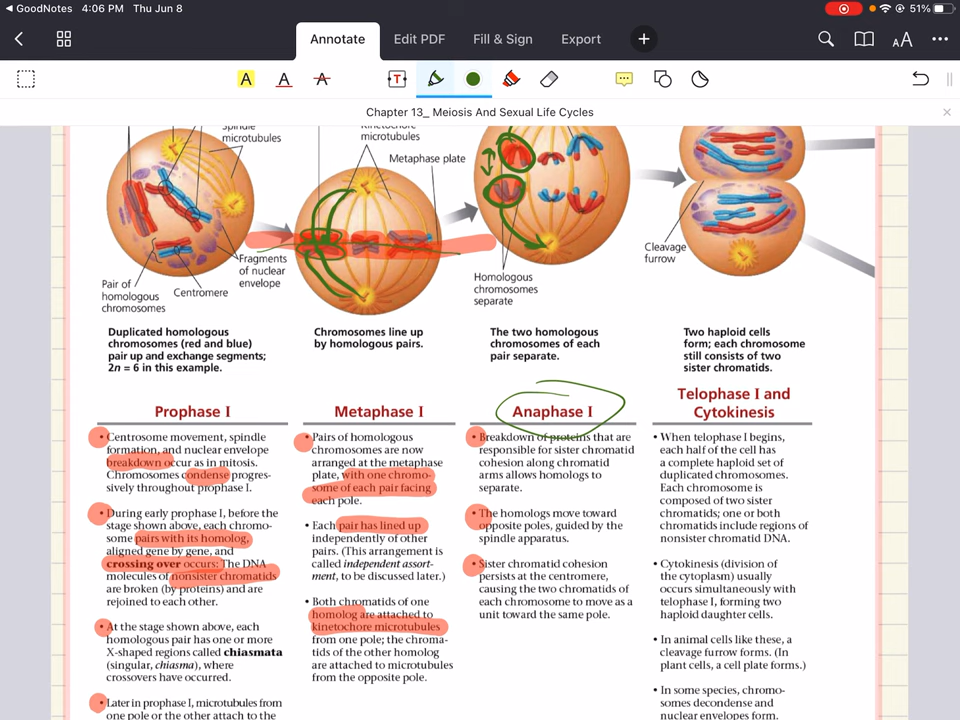 GoodNotes 4:06 PM Thu Jun 8 51%
Annotate Edit PDF Fill & Sign Export
A A A T AA
Chapter 13_ Meiosis And Sexual Life Cycles
Spindle
microtubules
Kinetochore
microtubules
Metaphase plate
Fragments
of nuclear
envelope
Pair of
homologous
chromosomes
Centromere
Homologous
chromosomes
separate
Cleavage
furrow
Duplicated homologous
chromosomes (red and blue)
pair up and exchange segments;
2n = 6 in this example.
Chromosomes line up
by homologous pairs.
The two homologous
chromosomes of each
pair separate.
Two haploid cells
form; each chromosome
still consists of two
sister chromatids.
Prophase I
• Centrosome movement, spindle
formation, and nuclear envelope
breakdown occur as in mitosis.
Chromosomes condense progres-
sively throughout prophase I.
• During early prophase I, before the
stage shown above, each chromo-
some pairs with its homolog,
aligned gene by gene, and
crossing over occurs: The DNA
molecules of nonsister chromatids
are broken (by proteins) and are
rejoined to each other.
• At the stage shown above, each
homologous pair has one or more
X-shaped regions called chiasmata
(singular, chiasma), where
crossovers have occurred.
• Later in prophase I, microtubules from
one pole or the other attach to the
Metaphase I
• Pairs of homologous
chromosomes are now
arranged at the metaphase
plate, with one chromo-
some of each pair facing
each pole.
• Each pair has lined up
independently of other
pairs. (This arrangement is
called independent assort-
ment, to be discussed later.)
• Both chromatids of one
homolog are attached to
kinetochore microtubules
from one pole; the chroma-
tids of the other homolog
are attached to microtubules
from the opposite pole.
Anaphase I
• Breakdown of proteins that are
responsible for sister chromatid
cohesion along chromatid
arms allows homologs to
separate.
• The homologs move toward
opposite poles, guided by the
spindle apparatus.
• Sister chromatid cohesion
persists at the centromere,
causing the two chromatids of
each chromosome to move as a
unit toward the same pole.
Telophase I and
Cytokinesis
• When telophase I begins,
each half of the cell has
a complete haploid set of
duplicated chromosomes.
Each chromosome is
composed of two sister
chromatids; one or both
chromatids include regions of
nonsister chromatid DNA.
• Cytokinesis (division of
the cytoplasm) usually
occurs simultaneously with
telophase I, forming two
haploid daughter cells.
• In animal cells like these, a
cleavage furrow forms. (In
plant cells, a cell plate forms.)
• In some species, chromo-
somes decondense and
nuclear envelopes form.